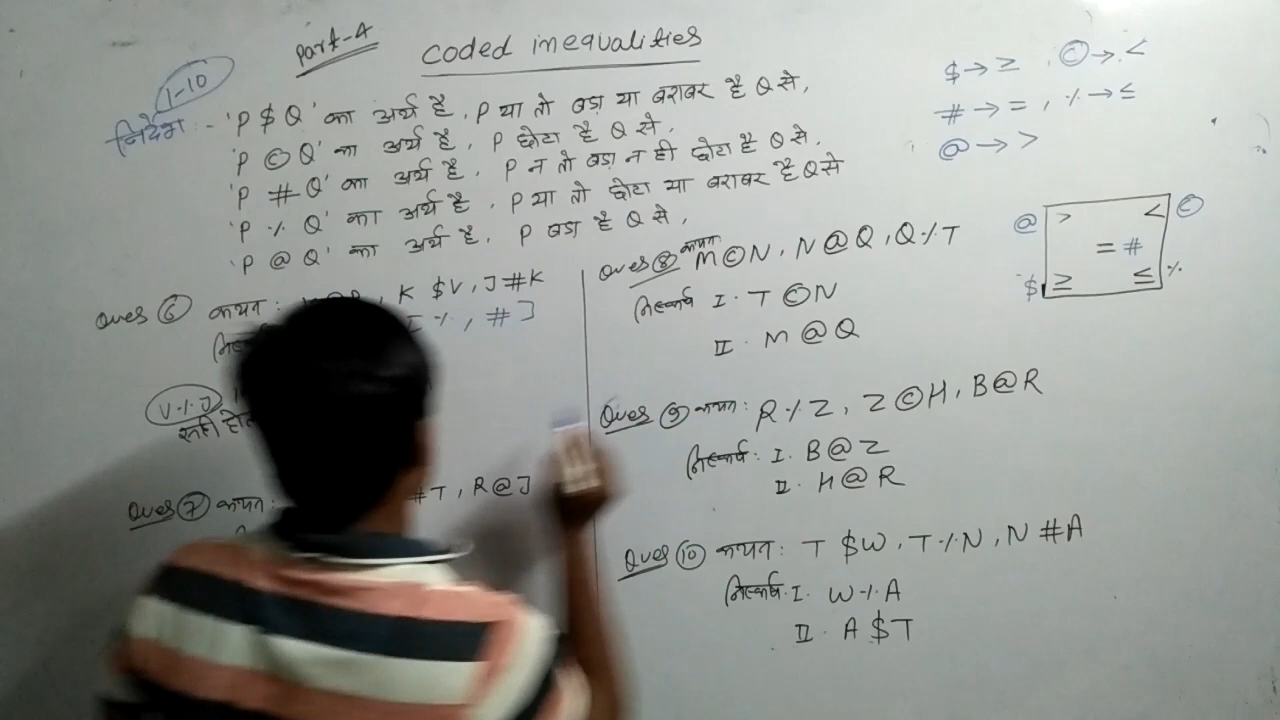 Part-4
coded inequalities
1-10
निर्देश :- 'P $ Q' का अर्थ है, P या तो बड़ा या बराबर है Q से,
'P © Q' का अर्थ है, P छोटा है Q से,
'P # Q' का अर्थ है, P न तो बड़ा न ही छोटा है Q से,
'P % Q' का अर्थ है, P या तो छोटा या बराबर है Q से
'P @ Q' का अर्थ है, P बड़ा है Q से,
$ → ≥ , © → <
# → = , % → ≤
@ → >
@ > < ©
= #
$ ≥ ≤ %
Ques 6 कथन : , K $ V, J # K
I % , # J
V % J
सही
Ques 7 कथन : # T, R @ J
Ques 8 कथन M © N, N @ Q, Q % T
निष्कर्ष I. T © N
II. M @ Q
Ques 9 कथन: R % Z, Z © H, B @ R
निष्कर्ष: I. B @ Z
II. H @ R
Ques 10 कथन: T $ W, T % N, N # A
निष्कर्ष. I. W % A
II. A $ T